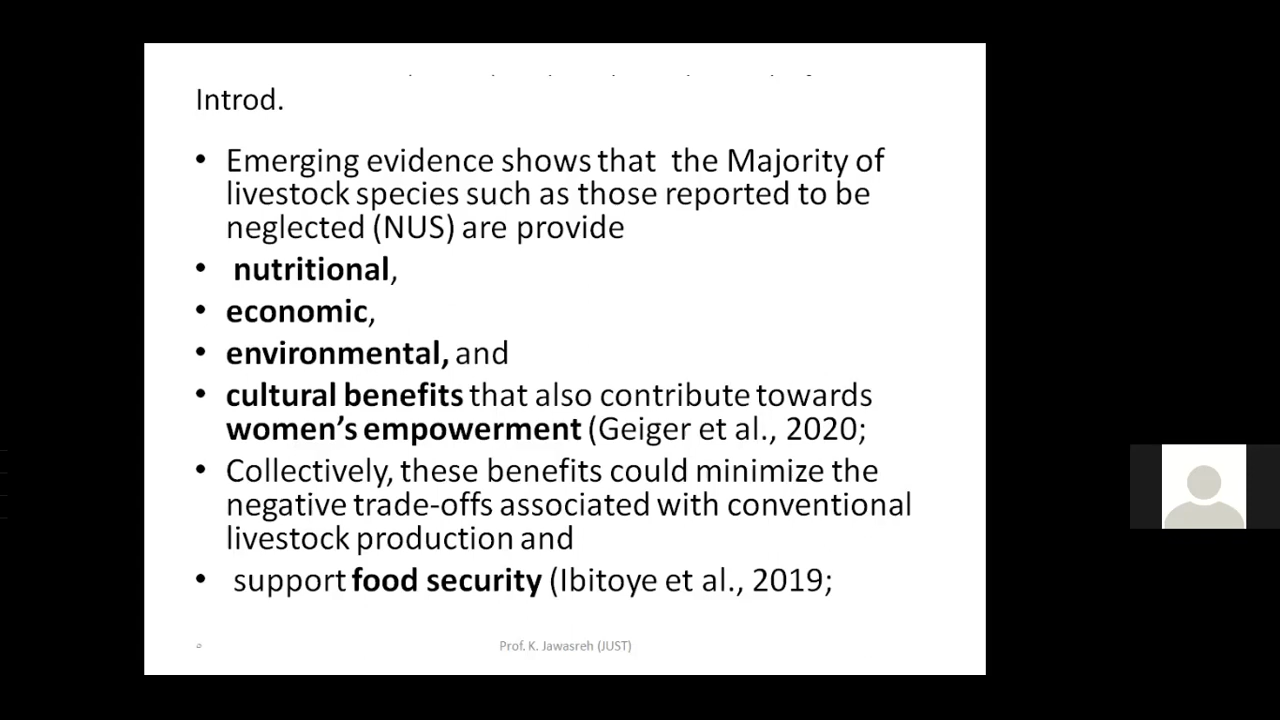 Introd.
• Emerging evidence shows that the Majority of
livestock species such as those reported to be
neglected (NUS) are provide
• nutritional,
• economic,
• environmental, and
• cultural benefits that also contribute towards
women’s empowerment (Geiger et al., 2020;
• Collectively, these benefits could minimize the
negative trade-offs associated with conventional
livestock production and
• support food security (Ibitoye et al., 2019;
Prof. K. Jawasreh (JUST)